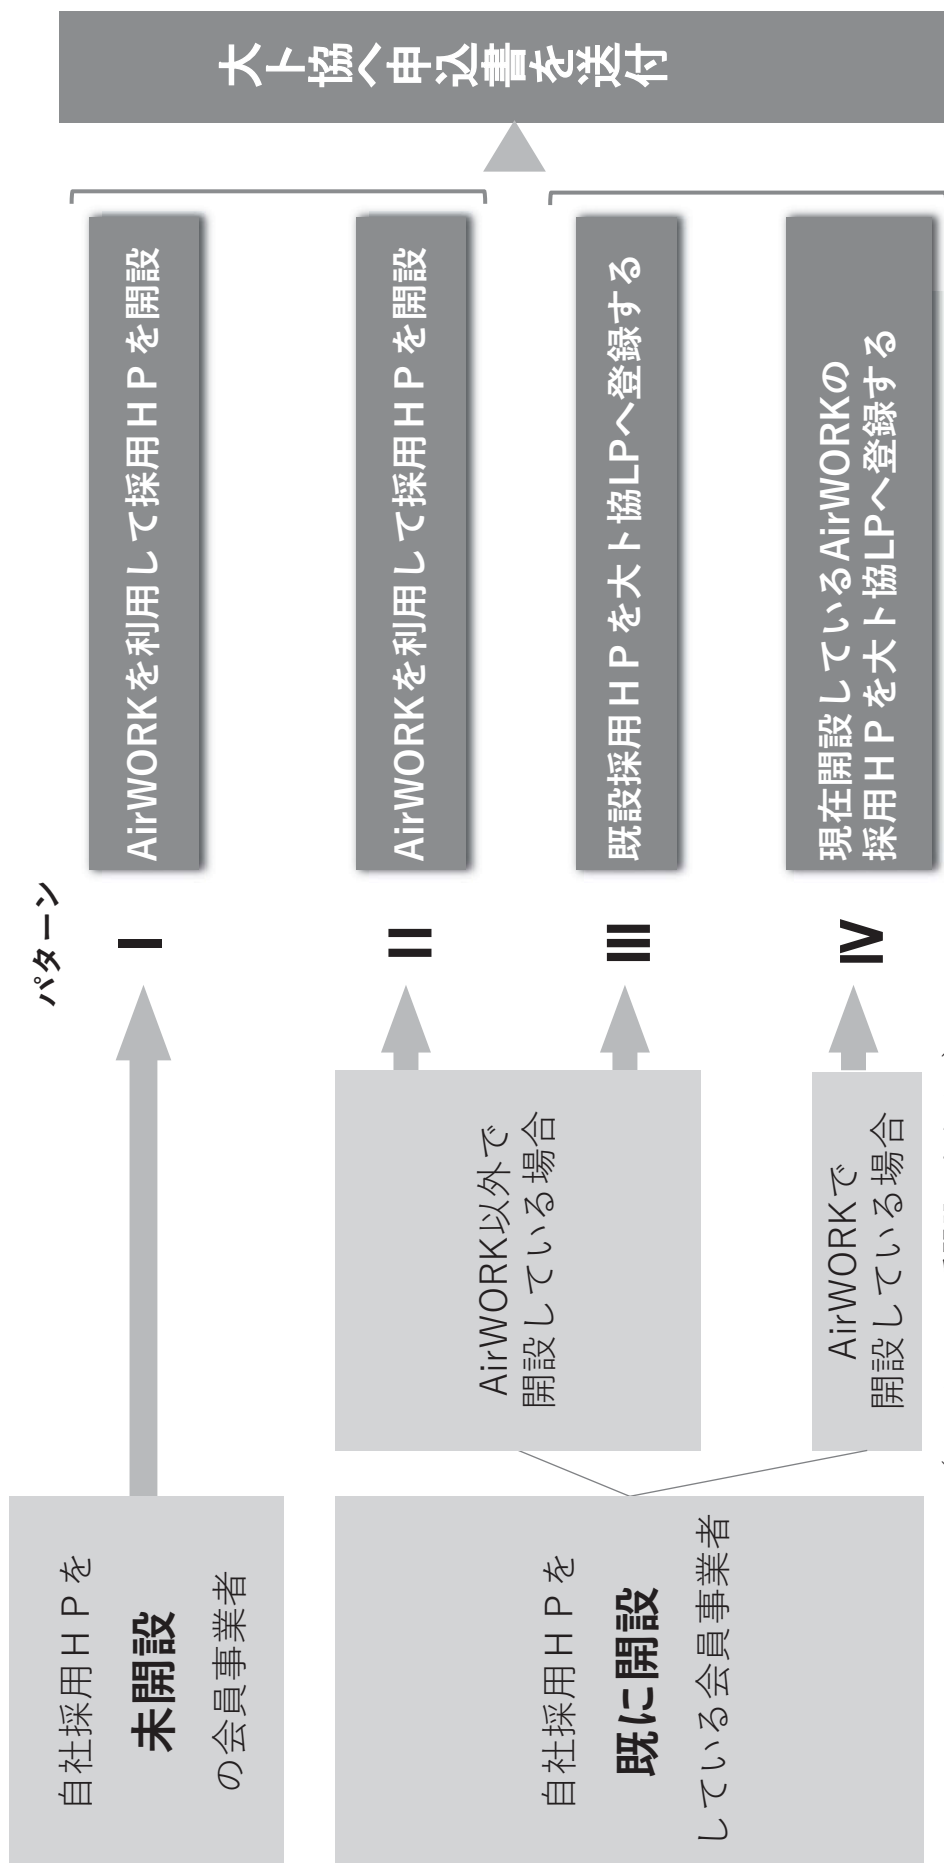 パターン
自社採用ＨＰを
未開設
の会員事業者
I
AirWORKを利用して採用ＨＰを開設
自社採用ＨＰを
既に開設
している会員事業者
AirWORK以外で
開設している場合
II
AirWORKを利用して採用ＨＰを開設
III
既設採用ＨＰを大ト協LPへ登録する
AirWORKで
開設している場合
IV
現在開設しているAirWORKの
採用ＨＰを大ト協LPへ登録する
大ト協へ申込書を送付